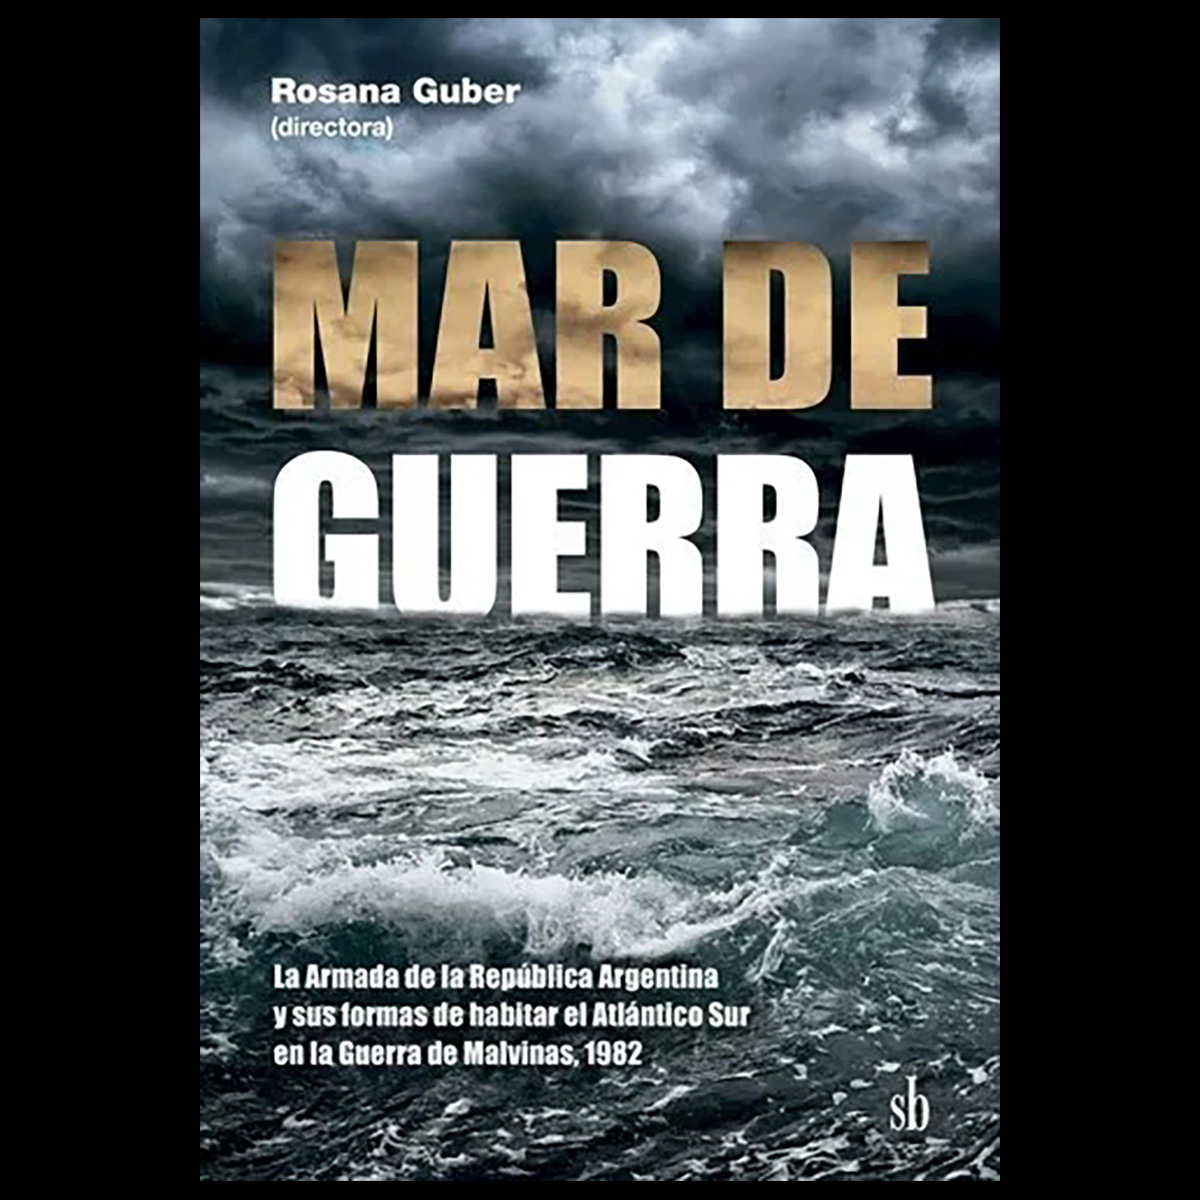 Rosana Guber
(directora)
MAR DE
GUERRA
La Armada de la República Argentina
y sus formas de habitar el Atlántico Sur
en la Guerra de Malvinas, 1982
sb